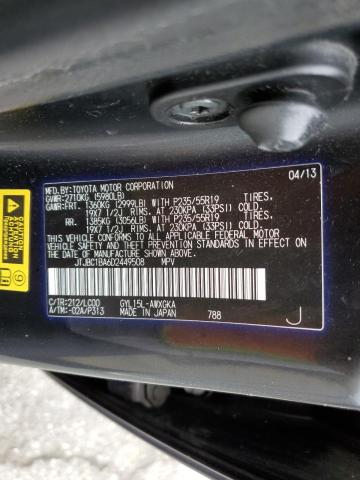 04/13
MFD. BY:TOYOTA MOTOR CORPORATION
GVWR:2710KG (5980LB)
GAWR:FRT. 1360KG (2999LB) WITH P235/55R19 TIRES,
19X7 1/2J RIMS, AT 230KPA (33PSI) COLD.
RR. 1385KG (3056LB) WITH P235/55R19 TIRES,
19X7 1/2J RIMS, AT 230KPA (33PSI) COLD.
THIS VEHICLE CONFORMS TO ALL APPLICABLE FEDERAL MOTOR
VEHICLE SAFETY AND THEFT PREVENTION STANDARDS IN EFFECT
ON THE DATE OF MANUFACTURE SHOWN ABOVE.
JTJBC1BA6D2449508 MPV
C/TR:212/LC00 GYL15L-AWXGKA
A/TM:-02A/P313 MADE IN JAPAN 788
J